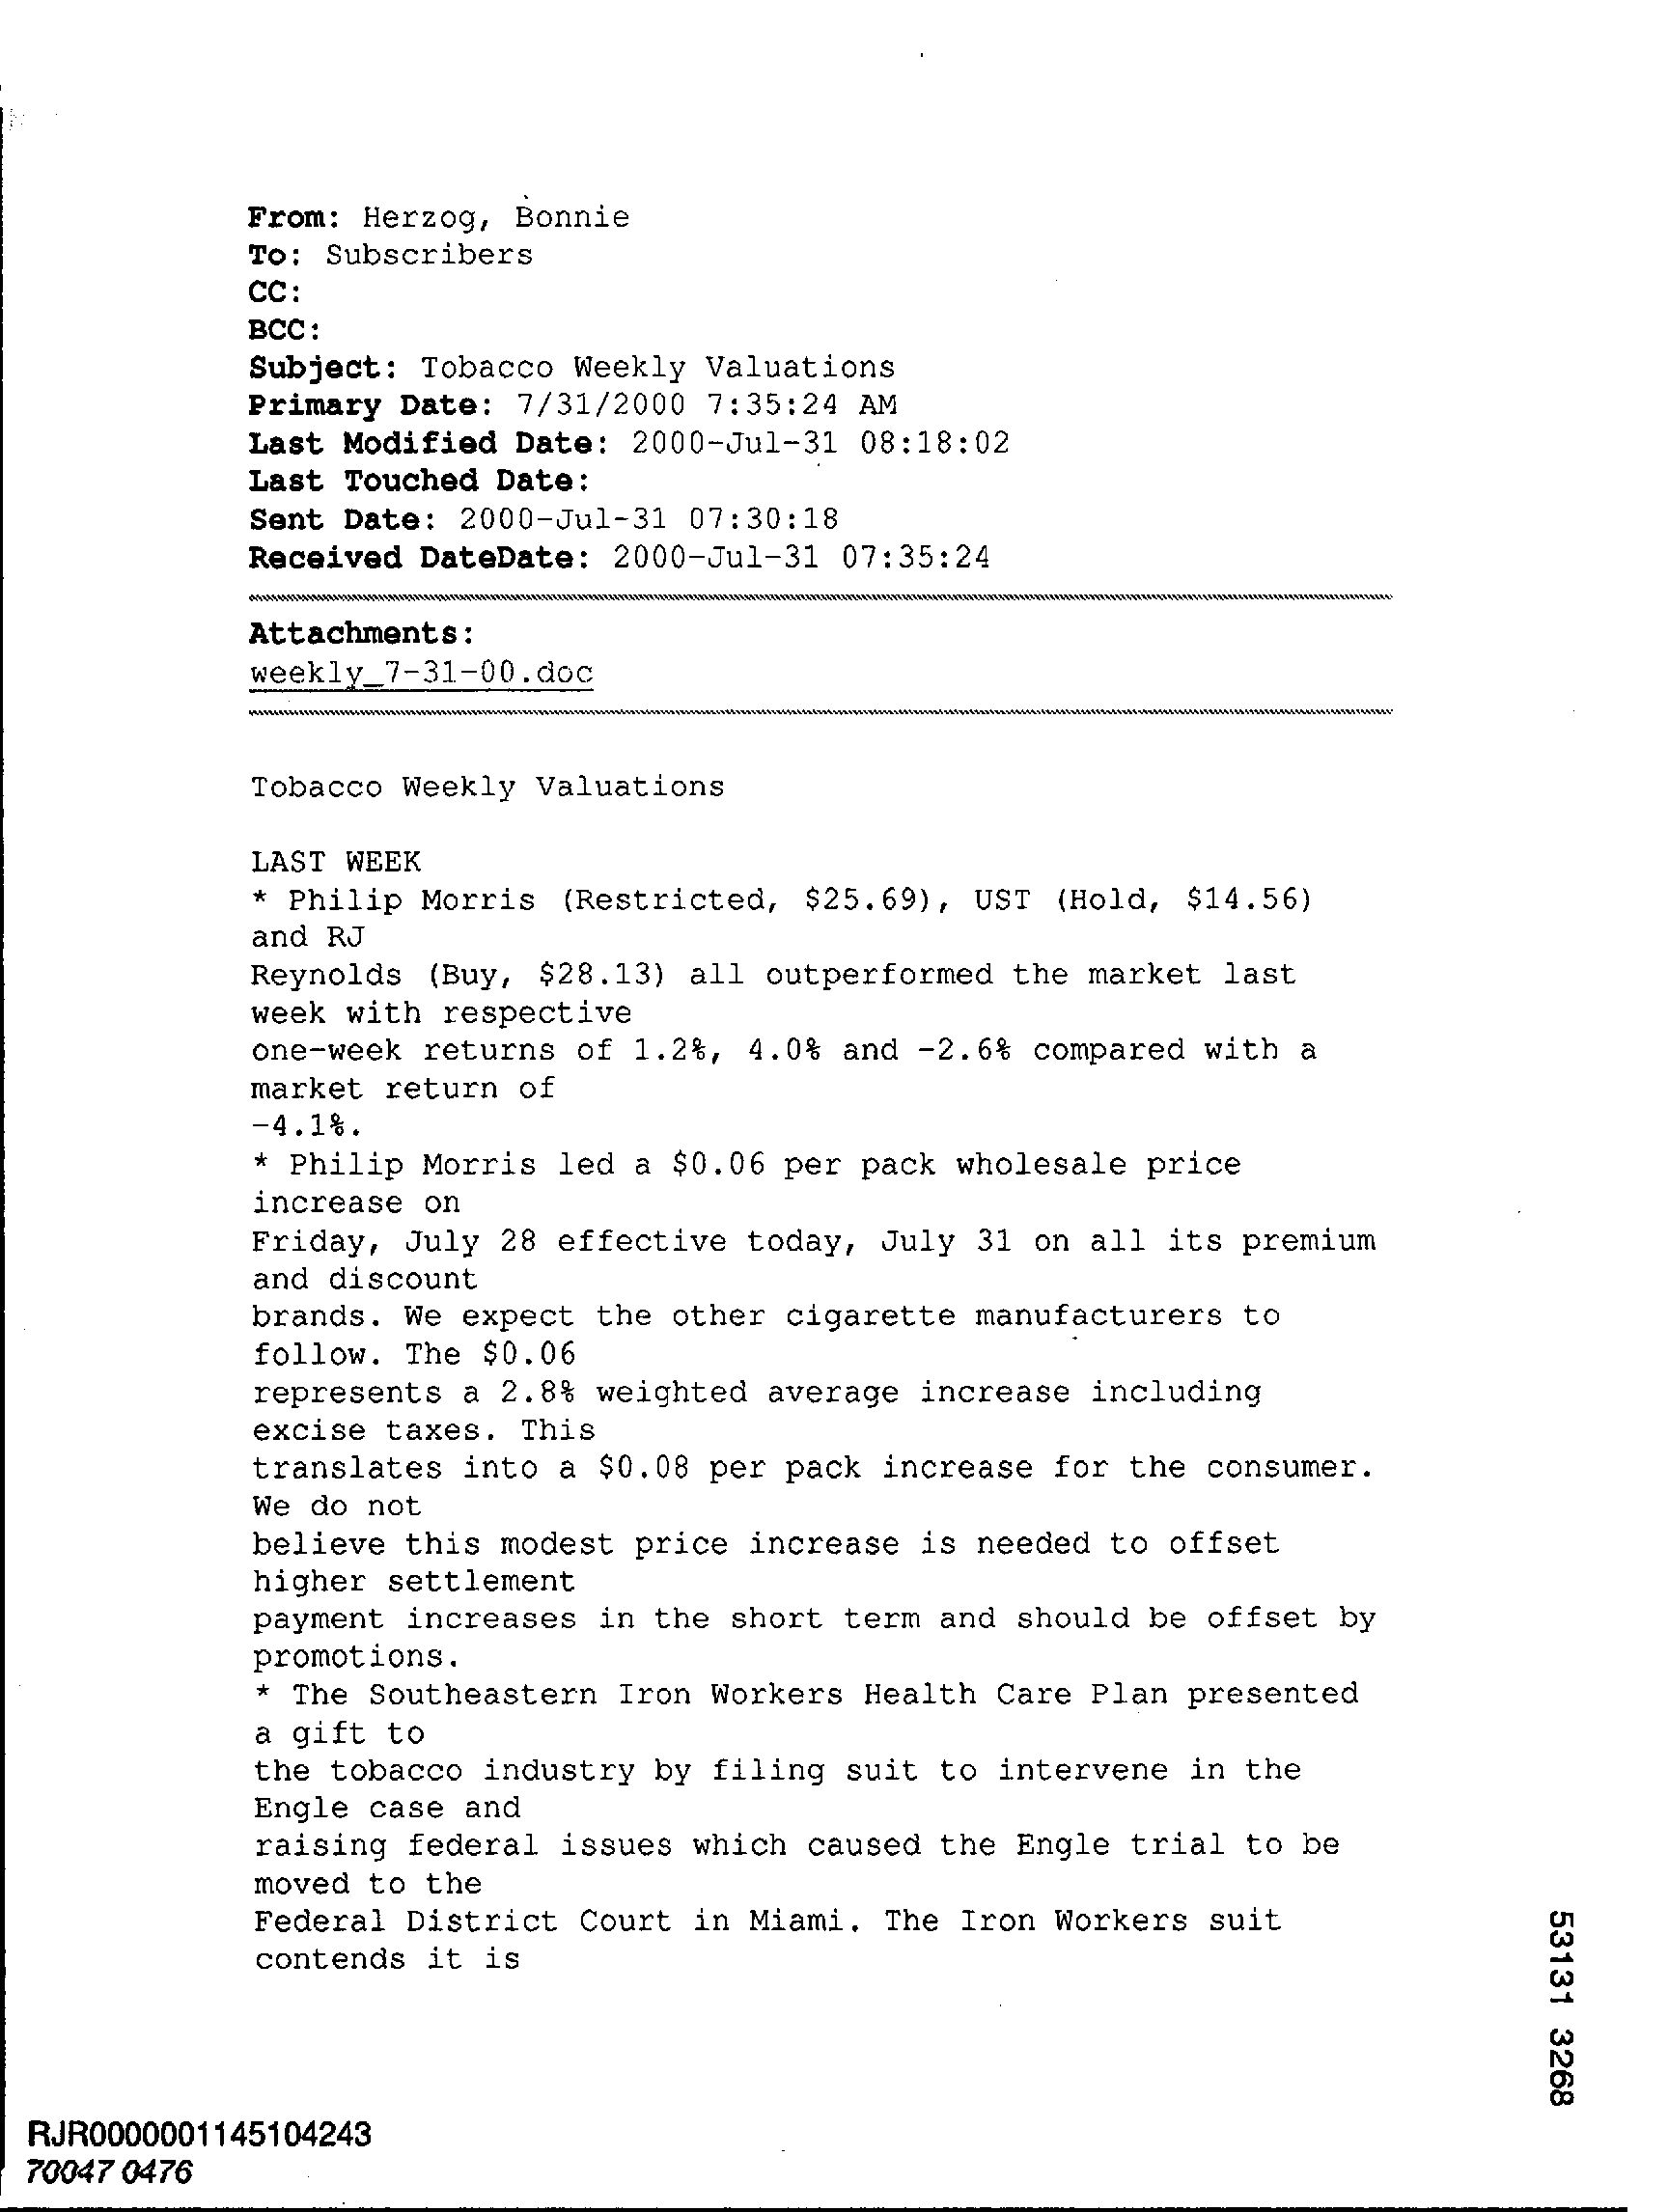 From: Herzog, Bonnie
To: Subscribers
CC:
BCC:
Subject: Tobacco Weekly Valuations
Primary Date: 7/31/2000 7:35:24 AM
Last Modified Date: 2000-Jul-31 08:18:02
Last Touched Date:
Sent Date: 2000-Jul-31 07:30:18
Received DateDate: 2000-Jul-31 07:35:24
Attachments:
weekly_7-31-00.doc
Tobacco Weekly Valuations
LAST WEEK
* Philip Morris (Restricted, $25.69), UST (Hold, $14.56)
and RJ
Reynolds (Buy, $28.13) all outperformed the market last
week with respective
one-week returns of 1.2%, 4.0% and -2.6% compared with a
market return of
-4.1%.
* Philip Morris led a $0.06 per pack wholesale price
increase on
Friday, July 28 effective today, July 31 on all its premium
and discount
brands. We expect the other cigarette manufacturers to
follow. The $0.06
represents a 2.8% weighted average increase including
excise taxes. This
translates into a $0.08 per pack increase for the consumer.
We do not
believe this modest price increase is needed to offset
higher settlement
payment increases in the short term and should be offset by
promotions.
* The Southeastern Iron Workers Health Care Plan presented
a gift to
the tobacco industry by filing suit to intervene in the
Engle case and
raising federal issues which caused the Engle trial to be
moved to the
Federal District Court in Miami. The Iron Workers suit
contends it is
53131 3268
RJR0000001145104243
70047 0476